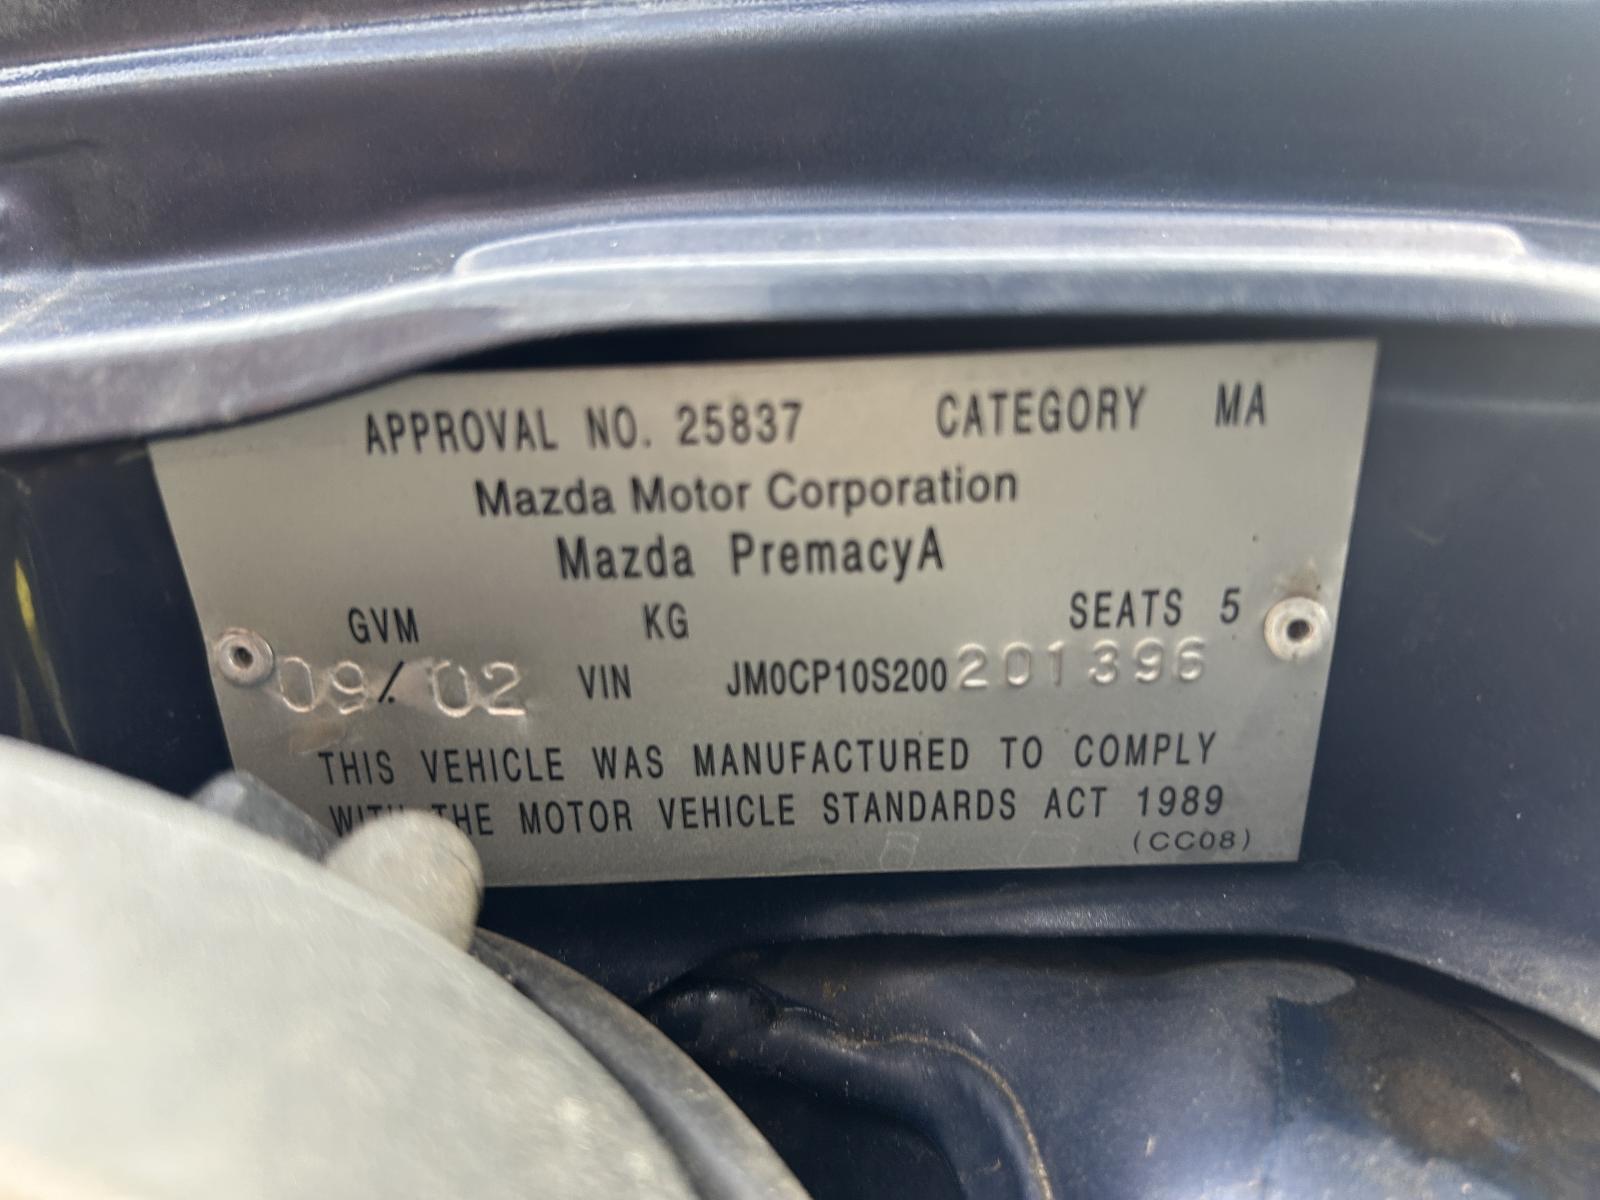 APPROVAL NO. 25837 CATEGORY MA
Mazda Motor Corporation
Mazda PremacyA
GVM KG SEATS 5
09/02 VIN JM0CP10S200201396
THIS VEHICLE WAS MANUFACTURED TO COMPLY
WITH THE MOTOR VEHICLE STANDARDS ACT 1989
(CC08)